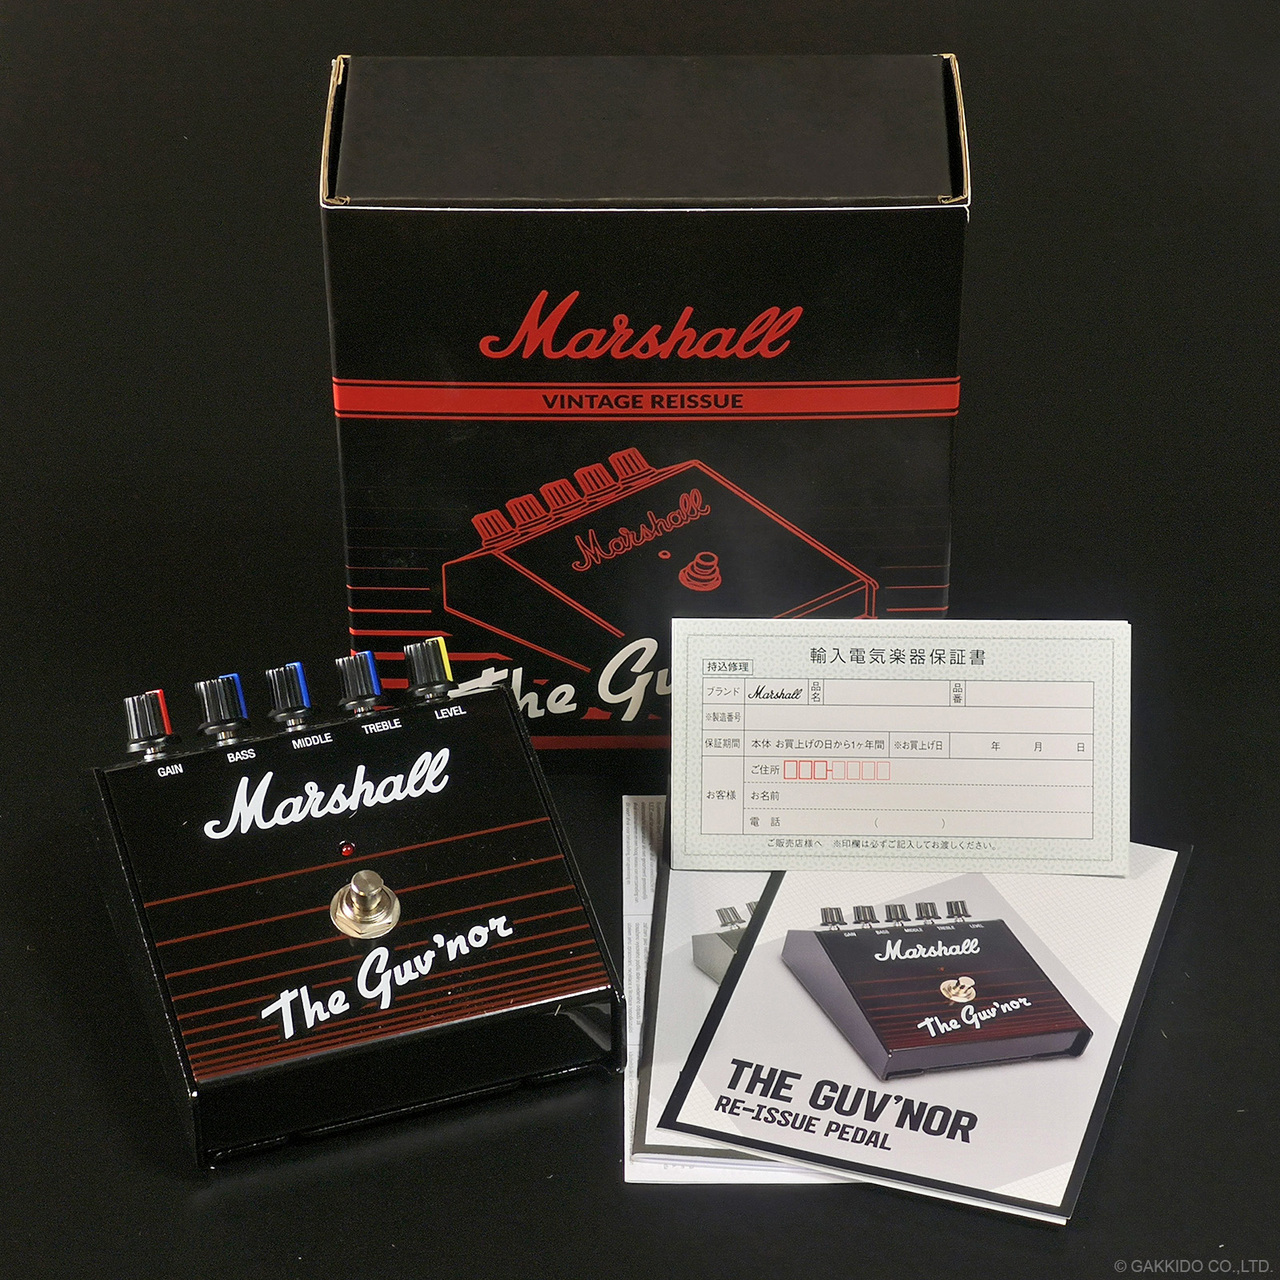 Marshall
VINTAGE REISSUE
Marshall
The Gu
GAIN
BASS
MIDDLE
TREBLE
LEVEL
Marshall
The Guv'nor
輸入電気楽器保証書
持込修理
ブランド
Marshall
品名
品番
※製造番号
保証期間
本体 お買上げの日から1ヶ年間
※お買上げ日
年 月 日
お客様
ご住所
お名前
電 話 ( )
ご販売店様へ ※印欄は必ずご記入してお渡しください。
GAIN
BASS
MIDDLE
TREBLE
LEVEL
Marshall
The Guv'nor
THE GUV'NOR
RE-ISSUE PEDAL
© GAKKIDO CO.,LTD.